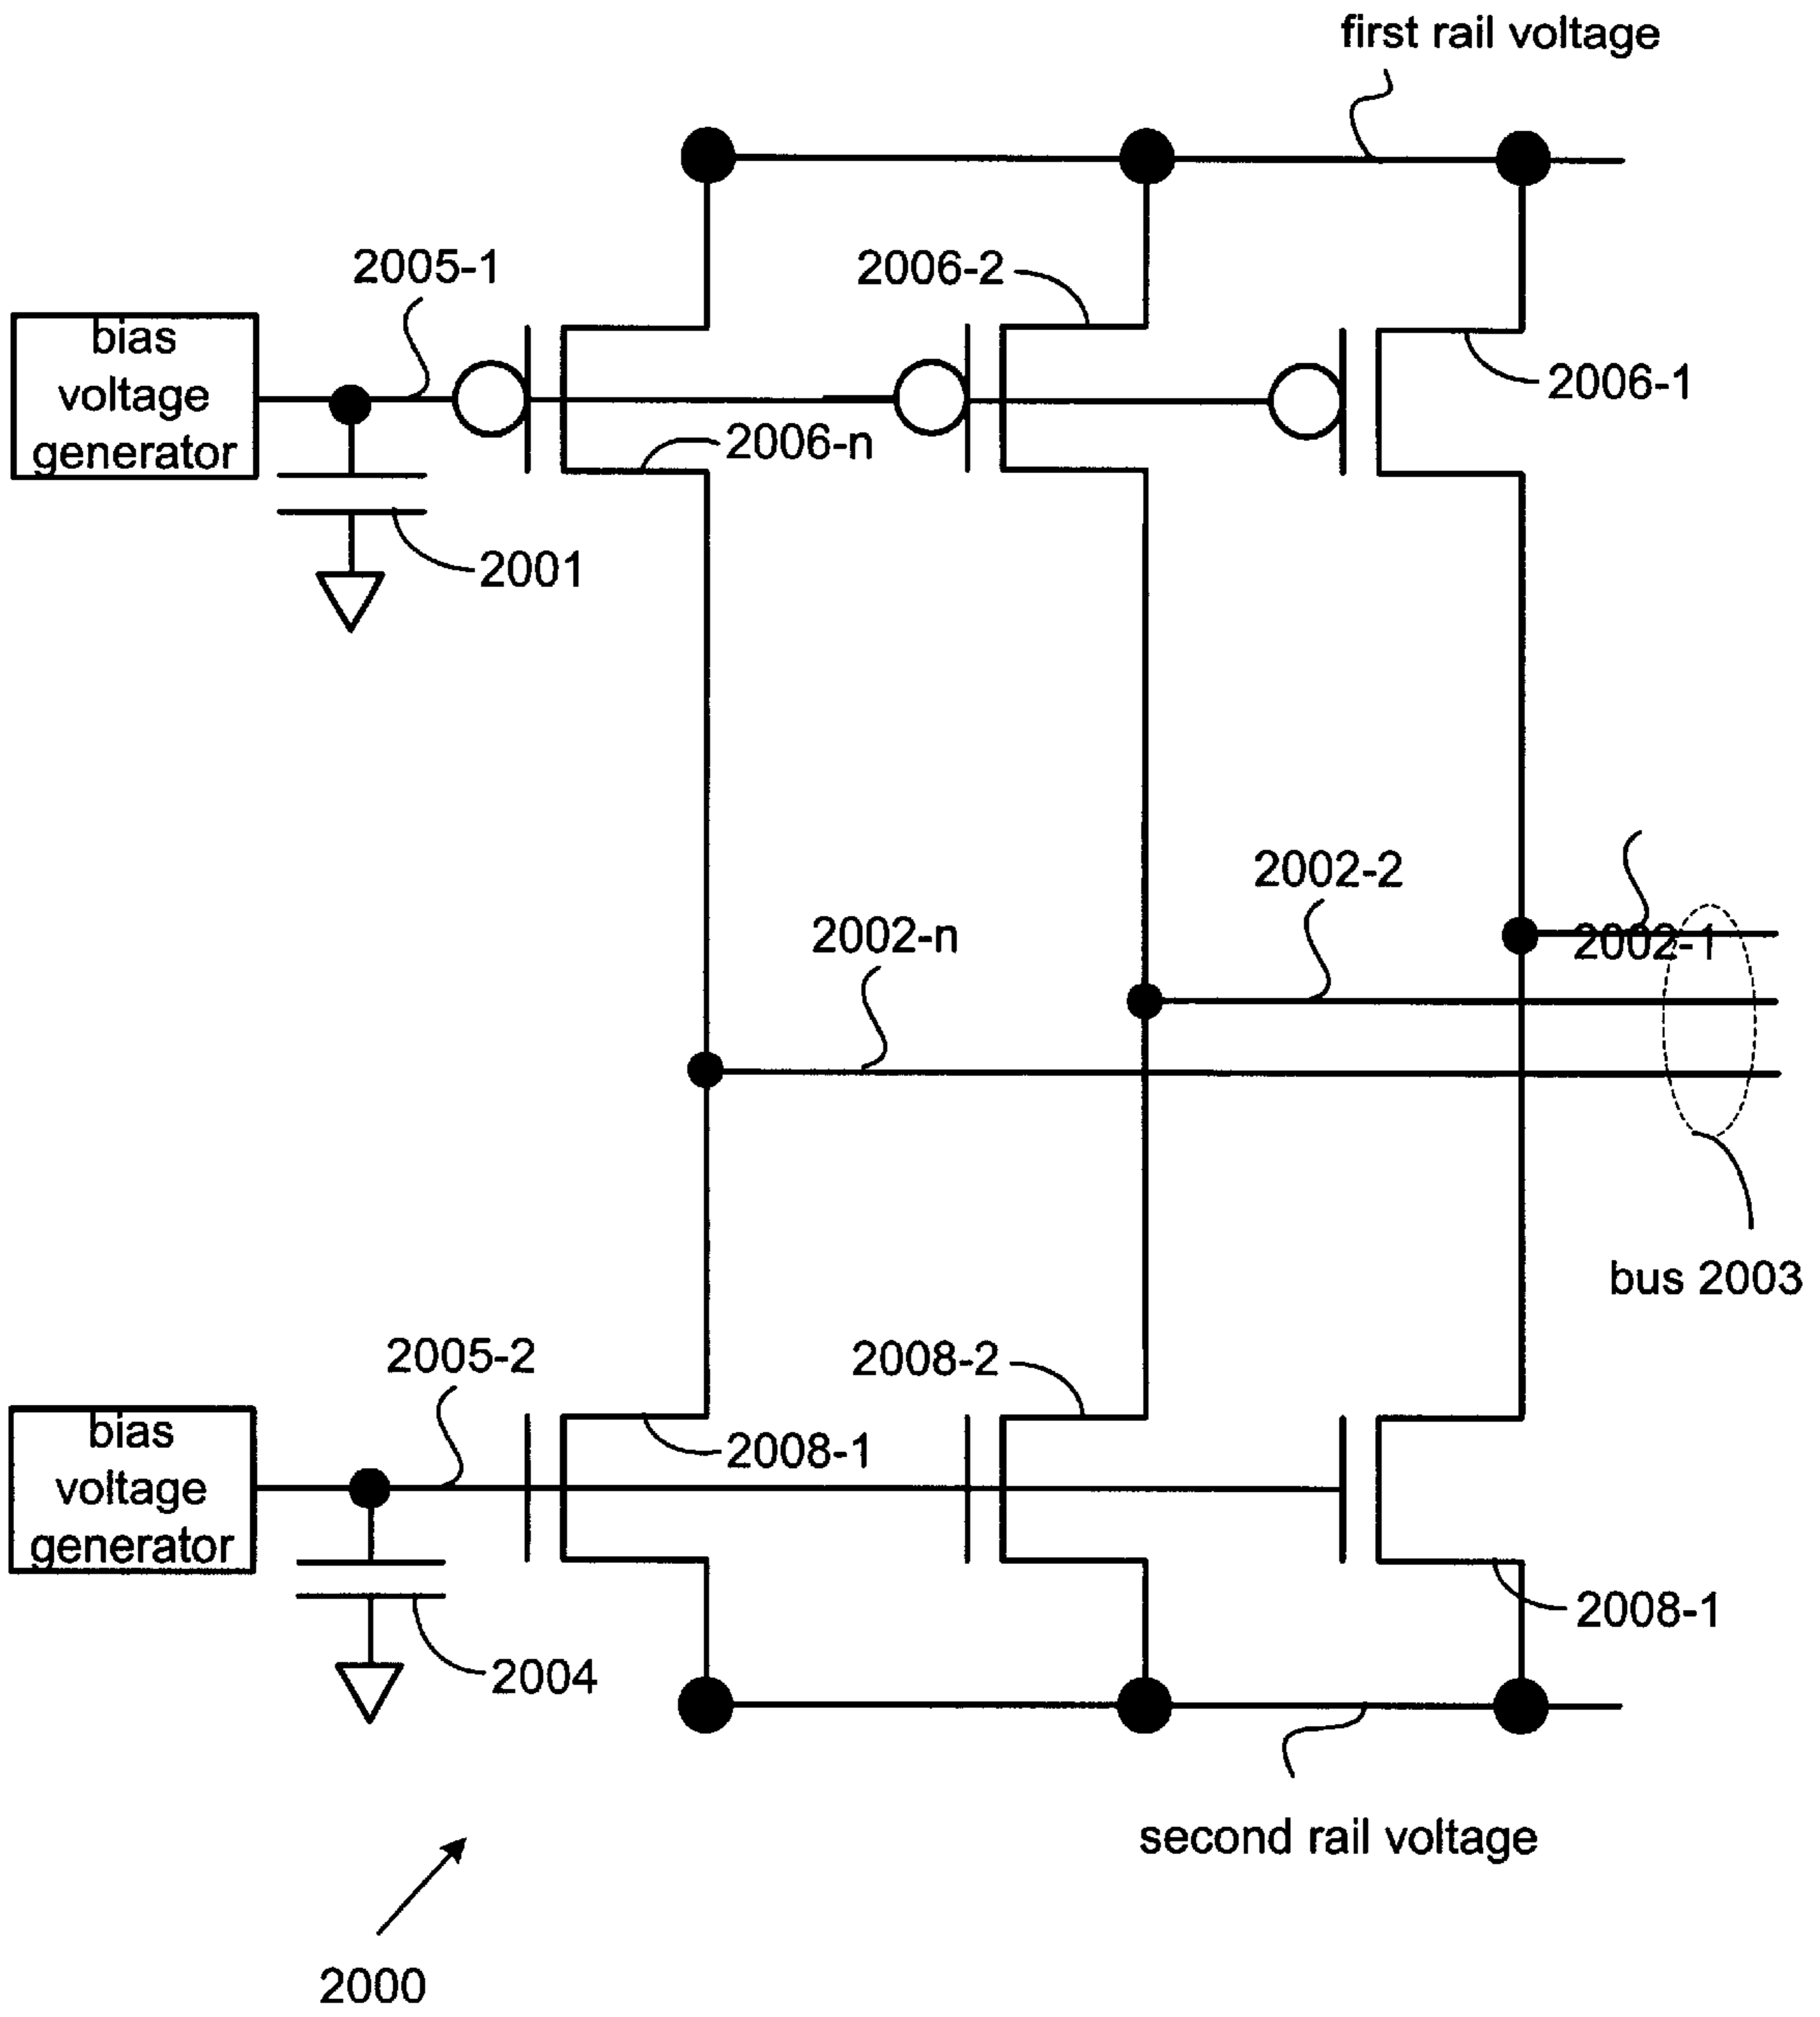 first rail voltage
2005-1
2006-2
bias
voltage
generator
2006-1
2006-n
2001
2002-2
2002-n
2002-1
bus 2003
2005-2
2008-2
bias
voltage
generator
2008-1
2008-1
2004
second rail voltage
2000